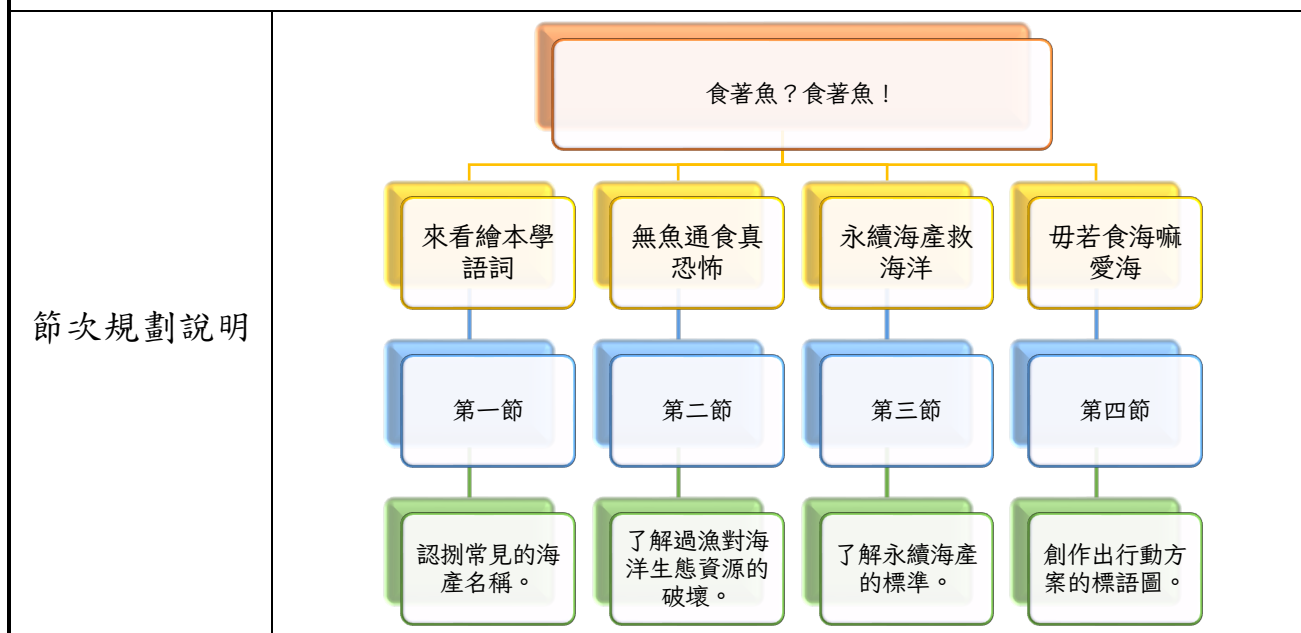 節次規劃說明
食著魚？食著魚！
來看繪本學
語詞
無魚通食真
恐怖
永續海產救
海洋
毋若食海嘛
愛海
第一節
第二節
第三節
第四節
認捌常見的海
產名稱。
了解過漁對海
洋生態資源的
破壞。
了解永續海產
的標準。
創作出行動方
案的標語圖。